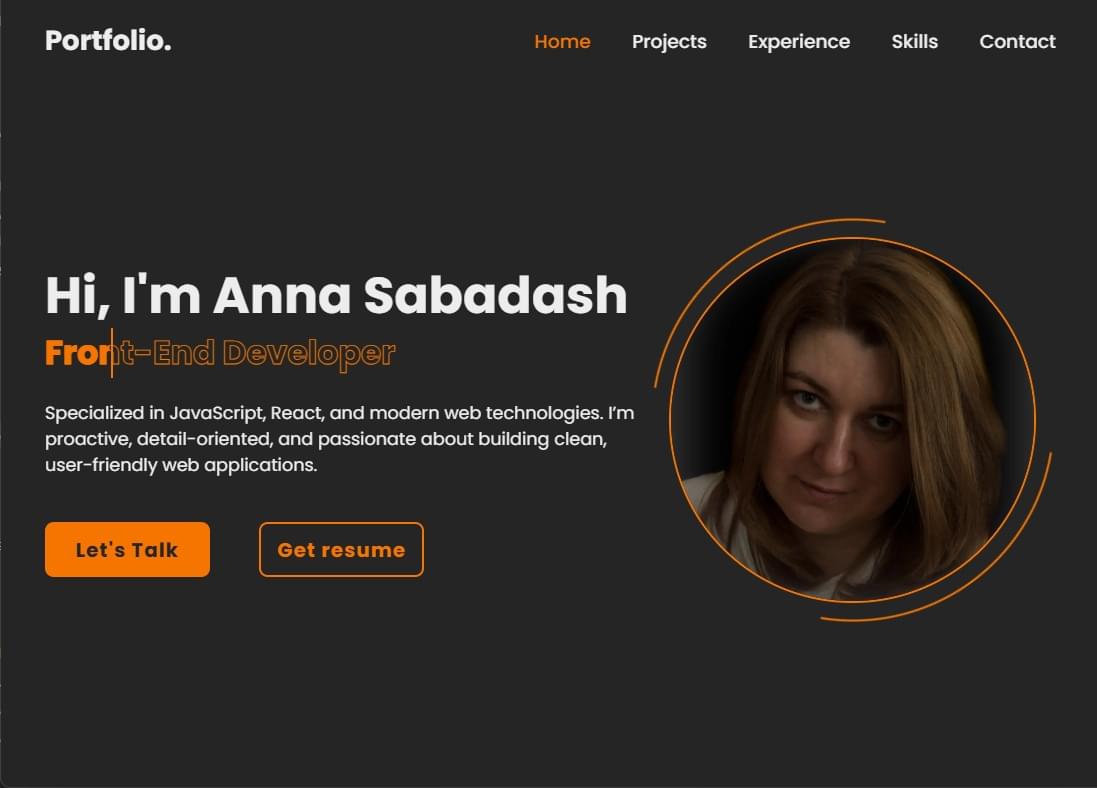 Portfolio.
Home Projects Experience Skills Contact
Hi, I'm Anna Sabadash
Front-End Developer
Specialized in JavaScript, React, and modern web technologies. I’m
proactive, detail-oriented, and passionate about building clean,
user-friendly web applications.
Let's Talk
Get resume